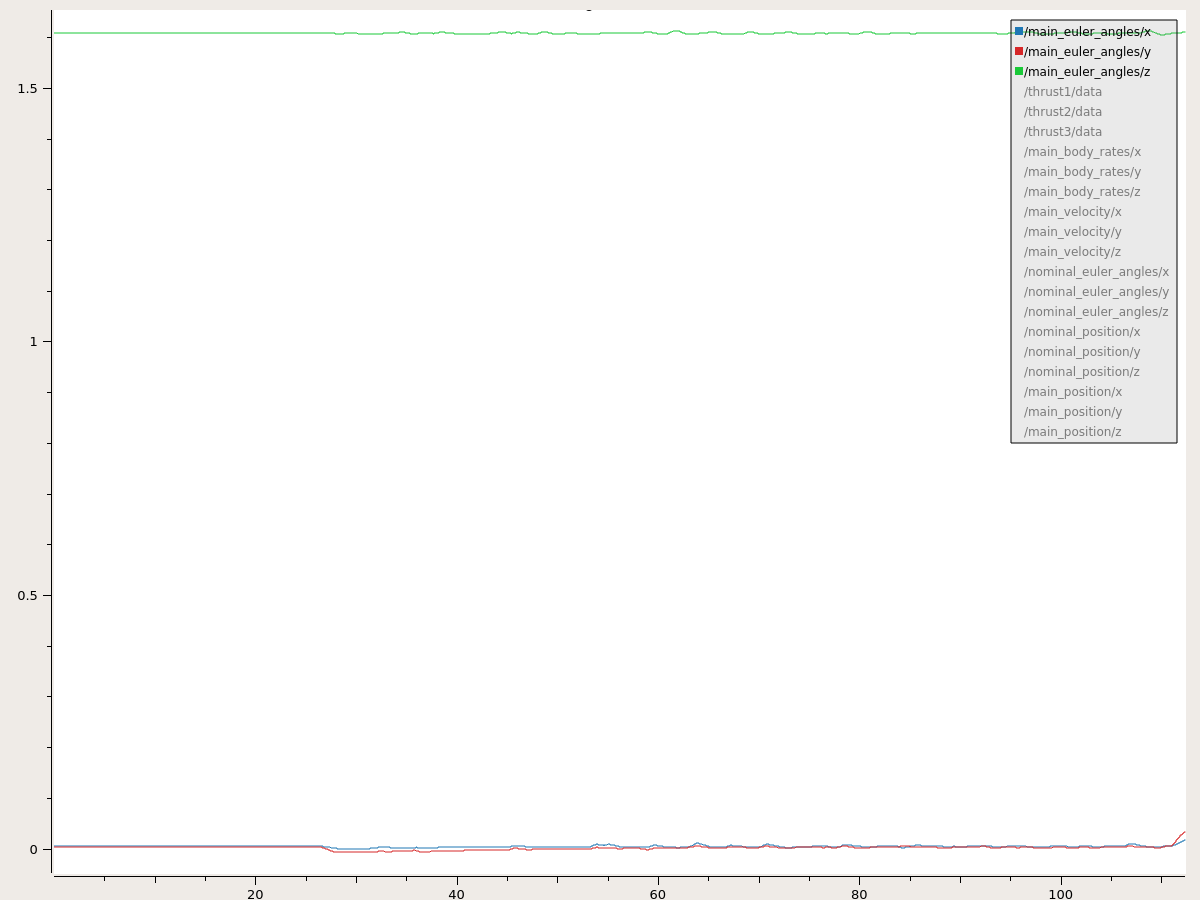 /main_euler_angles/x
/main_euler_angles/y
/main_euler_angles/z
/thrust1/data
/thrust2/data
/thrust3/data
/main_body_rates/x
/main_body_rates/y
/main_body_rates/z
/main_velocity/x
/main_velocity/y
/main_velocity/z
/nominal_euler_angles/x
/nominal_euler_angles/y
/nominal_euler_angles/z
/nominal_position/x
/nominal_position/y
/nominal_position/z
/main_position/x
/main_position/y
/main_position/z
1.5
1
0.5
0
20 40 60 80 100